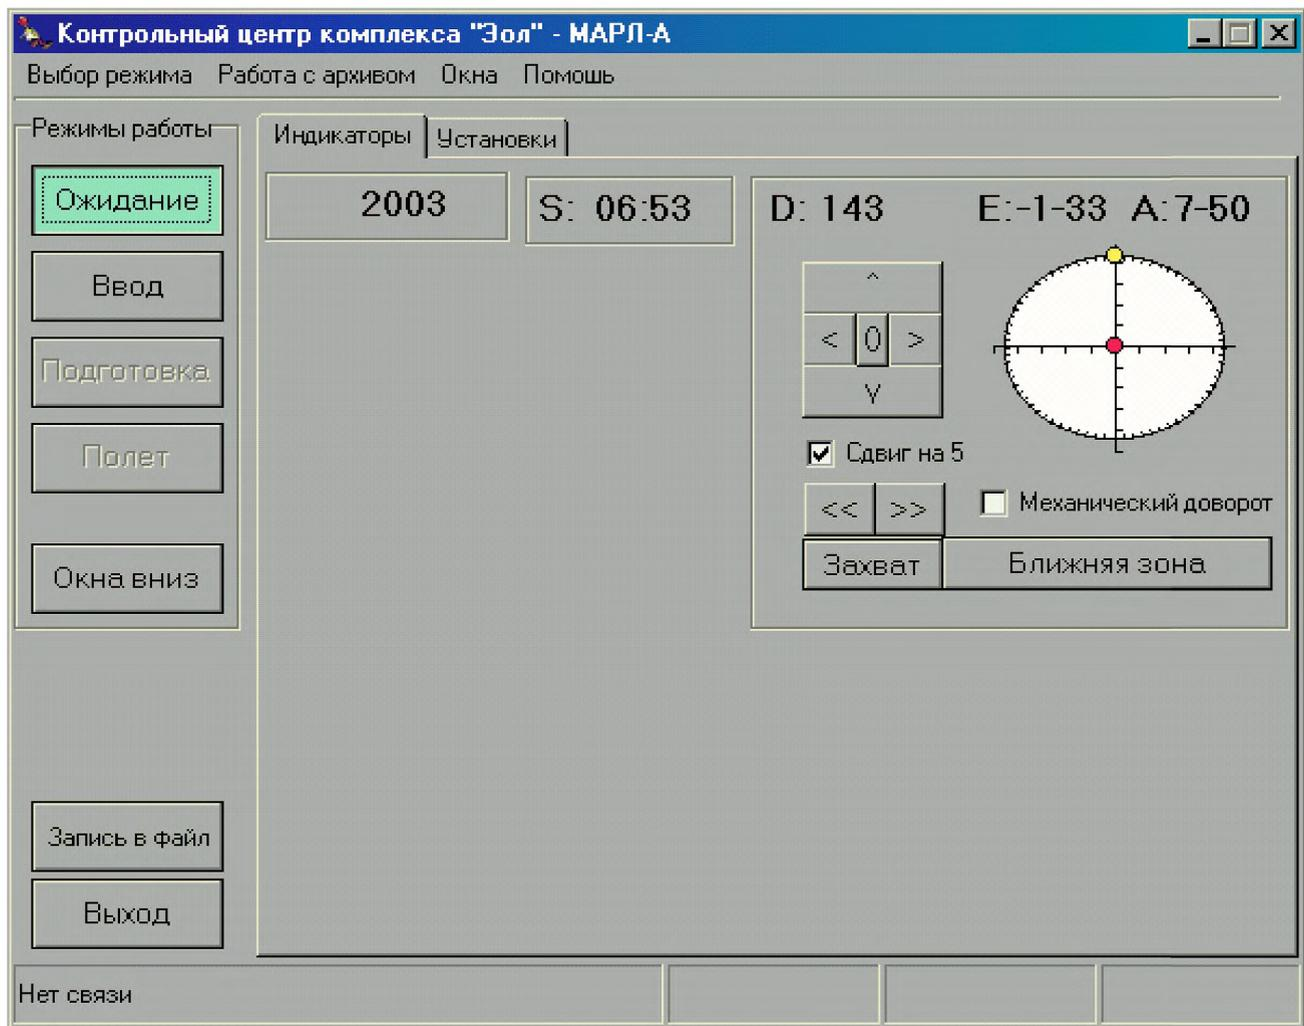 Контрольный центр комплекса "Эол" - МАРЛ-А
Выбор режима Работа с архивом Окна Помошь
Режимы работы
Индикаторы Установки
Ожидание
2003 S: 06:53 D: 143 E:-1-33 A:7-50
Ввод
^
< 0 >
Подготовка
v
Полет
Сдвиг на 5
<< >> Механический доворот
Захват Ближняя зона
Окна вниз
Запись в файл
Выход
Нет связи